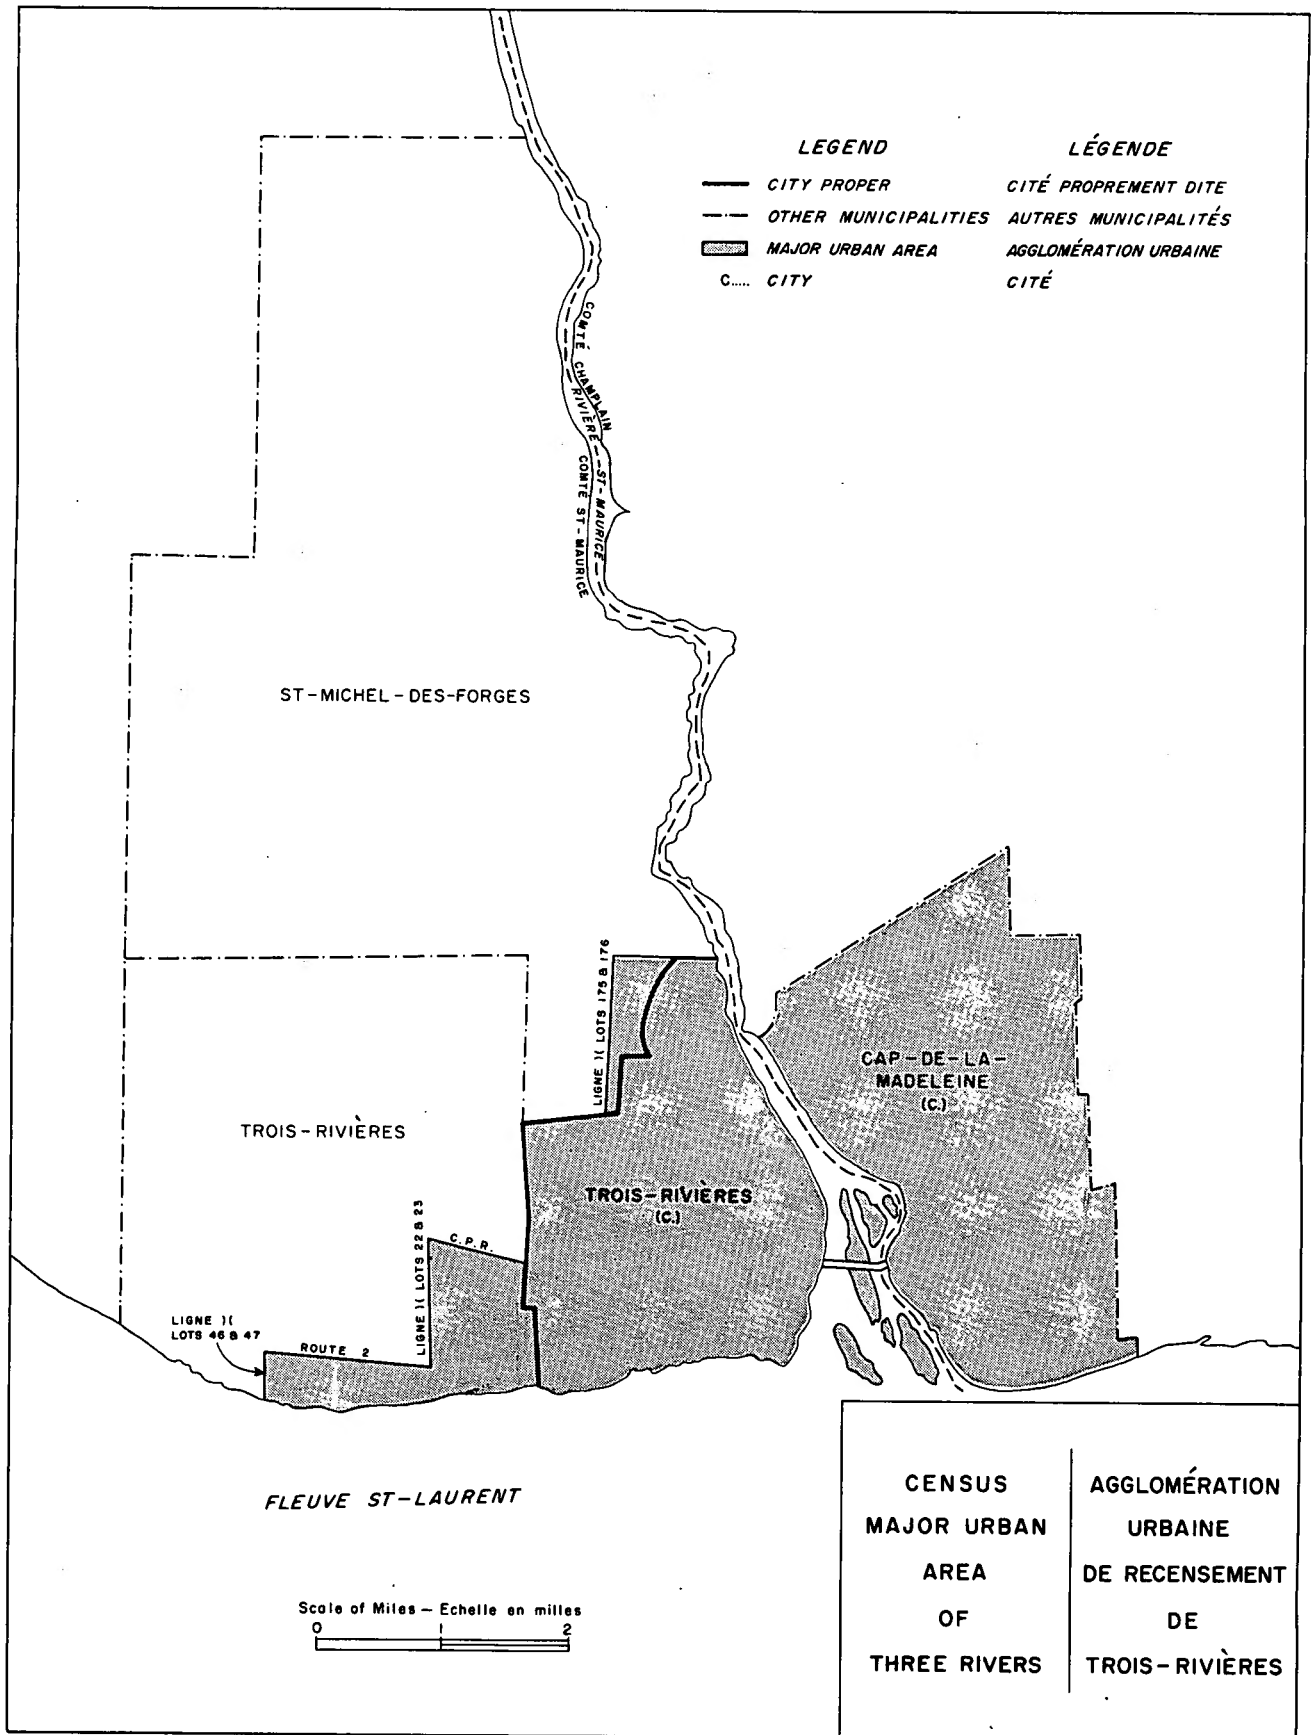 LEGEND
LÉGENDE
CITY PROPER
CITÉ PROPREMENT DITE
OTHER MUNICIPALITIES
AUTRES MUNICIPALITÉS
MAJOR URBAN AREA
AGGLOMÉRATION URBAINE
C..... CITY
CITÉ
COMTÉ CHAMPLAIN
RIVIÈRE ST-MAURICE
COMTÉ ST-MAURICE
ST-MICHEL-DES-FORGES
LIGNE )( LOTS 175 & 176
CAP-DE-LA-
MADELEINE
(C.)
TROIS-RIVIÈRES
TROIS-RIVIÈRES
(C.)
LIGNE )( LOTS 22 & 23
C.P.R.
LIGNE )(
LOTS 46 & 47
ROUTE 2
FLEUVE ST-LAURENT
Scale of Miles – Echelle en milles
0 1 2
CENSUS
MAJOR URBAN
AREA
OF
THREE RIVERS
AGGLOMÉRATION
URBAINE
DE RECENSEMENT
DE
TROIS-RIVIÈRES